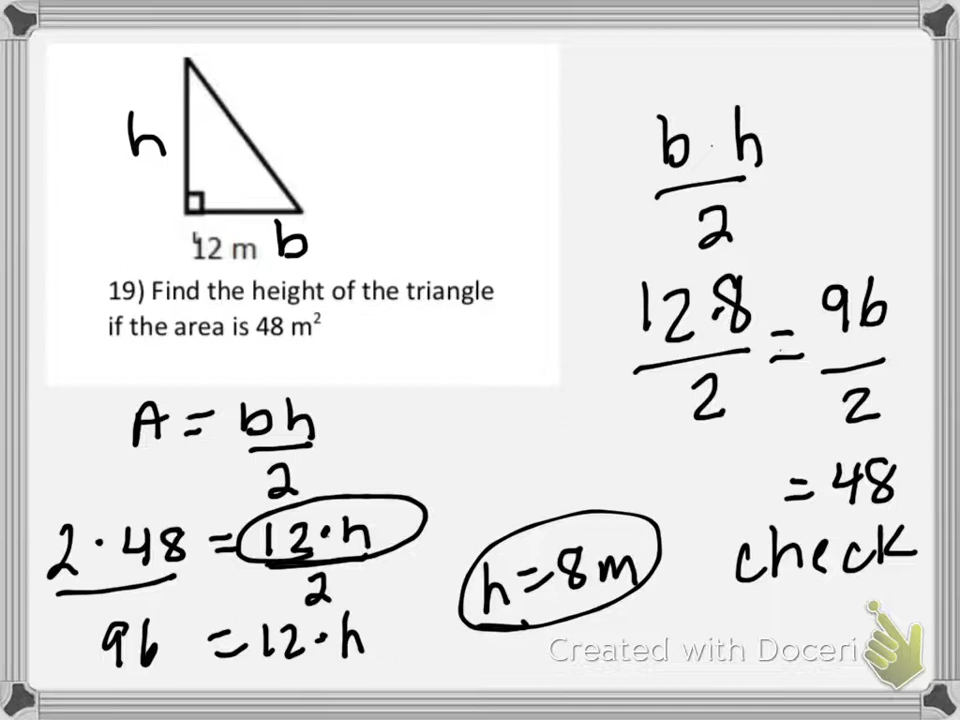 h
12 m b
19) Find the height of the triangle
if the area is 48 m²
A = bh
2
2 · 48 = 12 · h
2
96 = 12 · h
h = 8m
b · h
2
12 · 8 = 96
2 2
= 48
check
Created with Doceri